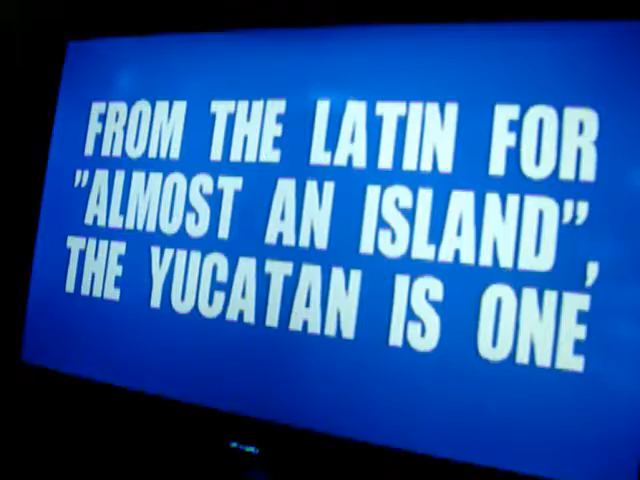 FROM THE LATIN FOR
"ALMOST AN ISLAND",
THE YUCATAN IS ONE